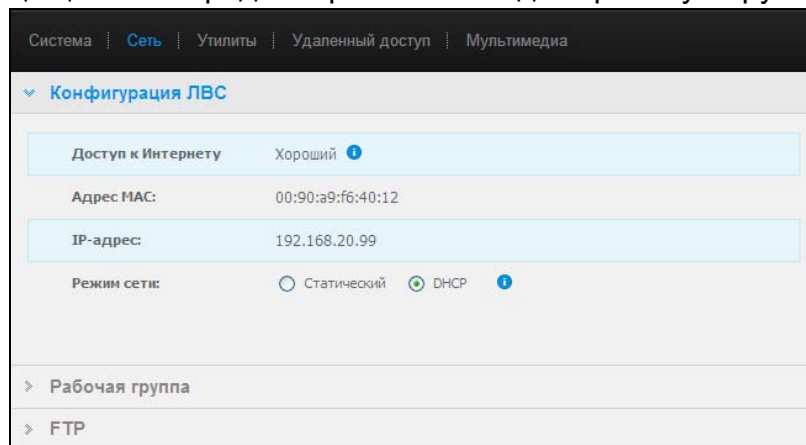 Система | Сеть | Утилиты | Удаленный доступ | Мультимедиа
Конфигурация ЛВС
Доступ к Интернету Хороший
Адрес MAC: 00:90:a9:f6:40:12
IP-адрес: 192.168.20.99
Режим сети: Статический DHCP
Рабочая группа
FTP